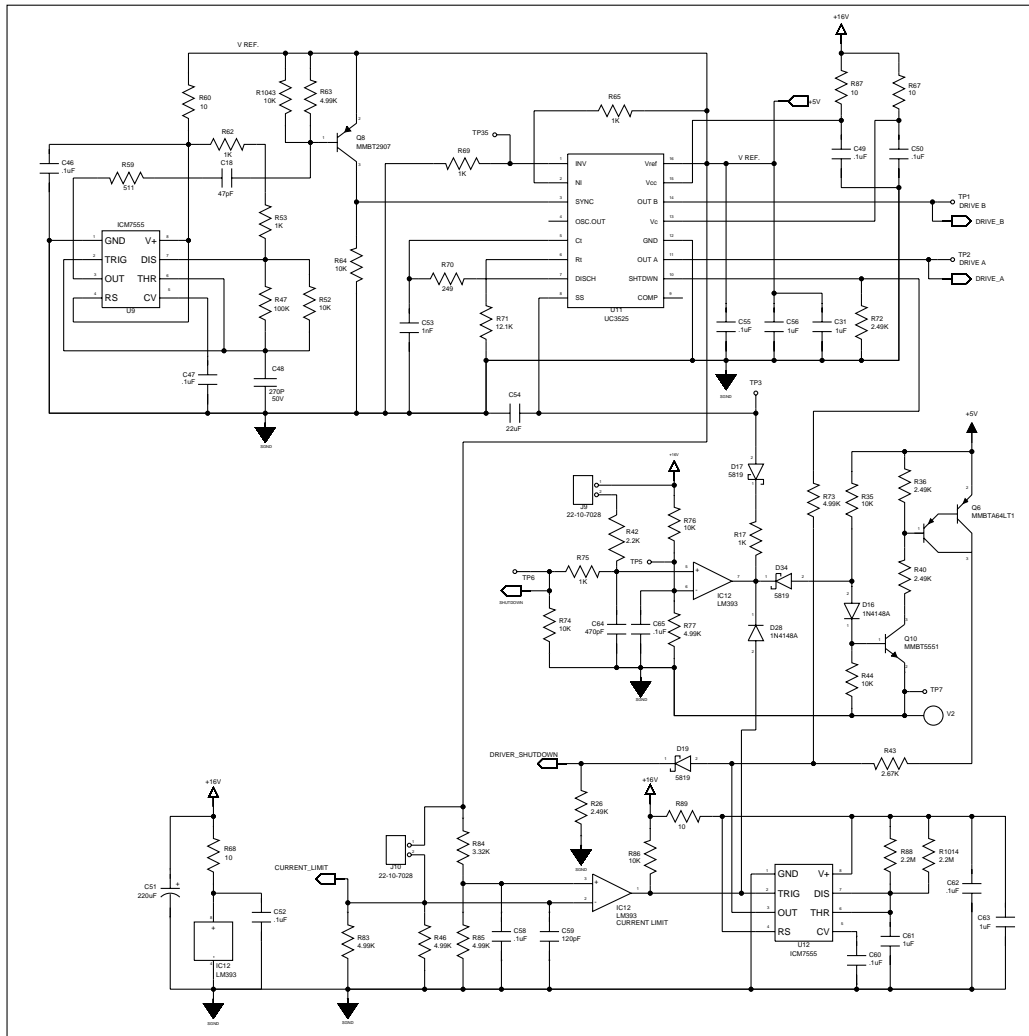 +16V
V REF.
R60
10
R1043
10K
R63
4.99K
R65
1K
R87
10
R67
10
+5V
Q8
MMBT2907
TP35
R62
1K
R69
1K
C46
.1uF
R59
511
C18
47pF
C49
.1uF
C50
.1uF
INV
NI
SYNC
OSC.OUT
Ct
Rt
DISCH
SS
Vref
Vcc
OUT B
Vc
GND
OUT A
SHTDWN
COMP
U11
UC3525
V REF.
TP1
DRIVE B
DRIVE_B
TP2
DRIVE A
DRIVE_A
R53
1K
ICM7555
GND
TRIG
OUT
RS
V+
DIS
THR
CV
U9
R64
10K
R70
249
R47
100K
R52
10K
C53
1nF
R71
12.1K
C55
.1uF
C56
1uF
C31
1uF
R72
2.49K
C47
.1uF
C48
270P
50V
SGND
SGND
C54
22uF
TP3
+5V
+16V
D17
5819
R73
4.99K
R35
10K
R36
2.49K
Q6
MMBTA64LT1
J9
22-10-7028
R42
2.2K
R76
10K
R17
1K
TP5
TP6
R75
1K
SHUTDOWN
IC12
LM393
D34
5819
R40
2.49K
D16
1N4148A
R74
10K
C64
470pF
C65
.1uF
R77
4.99K
D28
1N4148A
Q10
MMBT5551
SGND
R44
10K
TP7
V2
DRIVER_SHUTDOWN
D19
5819
R43
2.67K
+16V
+16V
R26
2.49K
R89
10
SGND
R68
10
J10
22-10-7028
R84
3.32K
R86
10K
R88
2.2M
R1014
2.2M
CURRENT_LIMIT
C51
220uF
+
C52
.1uF
+
-
IC12
LM393
IC12
LM393
CURRENT LIMIT
GND
TRIG
OUT
RS
V+
DIS
THR
CV
U12
ICM7555
C62
.1uF
C63
1uF
R83
4.99K
R46
4.99K
R85
4.99K
C58
.1uF
C59
120pF
C61
1uF
C60
.1uF
SGND
SGND
SGND